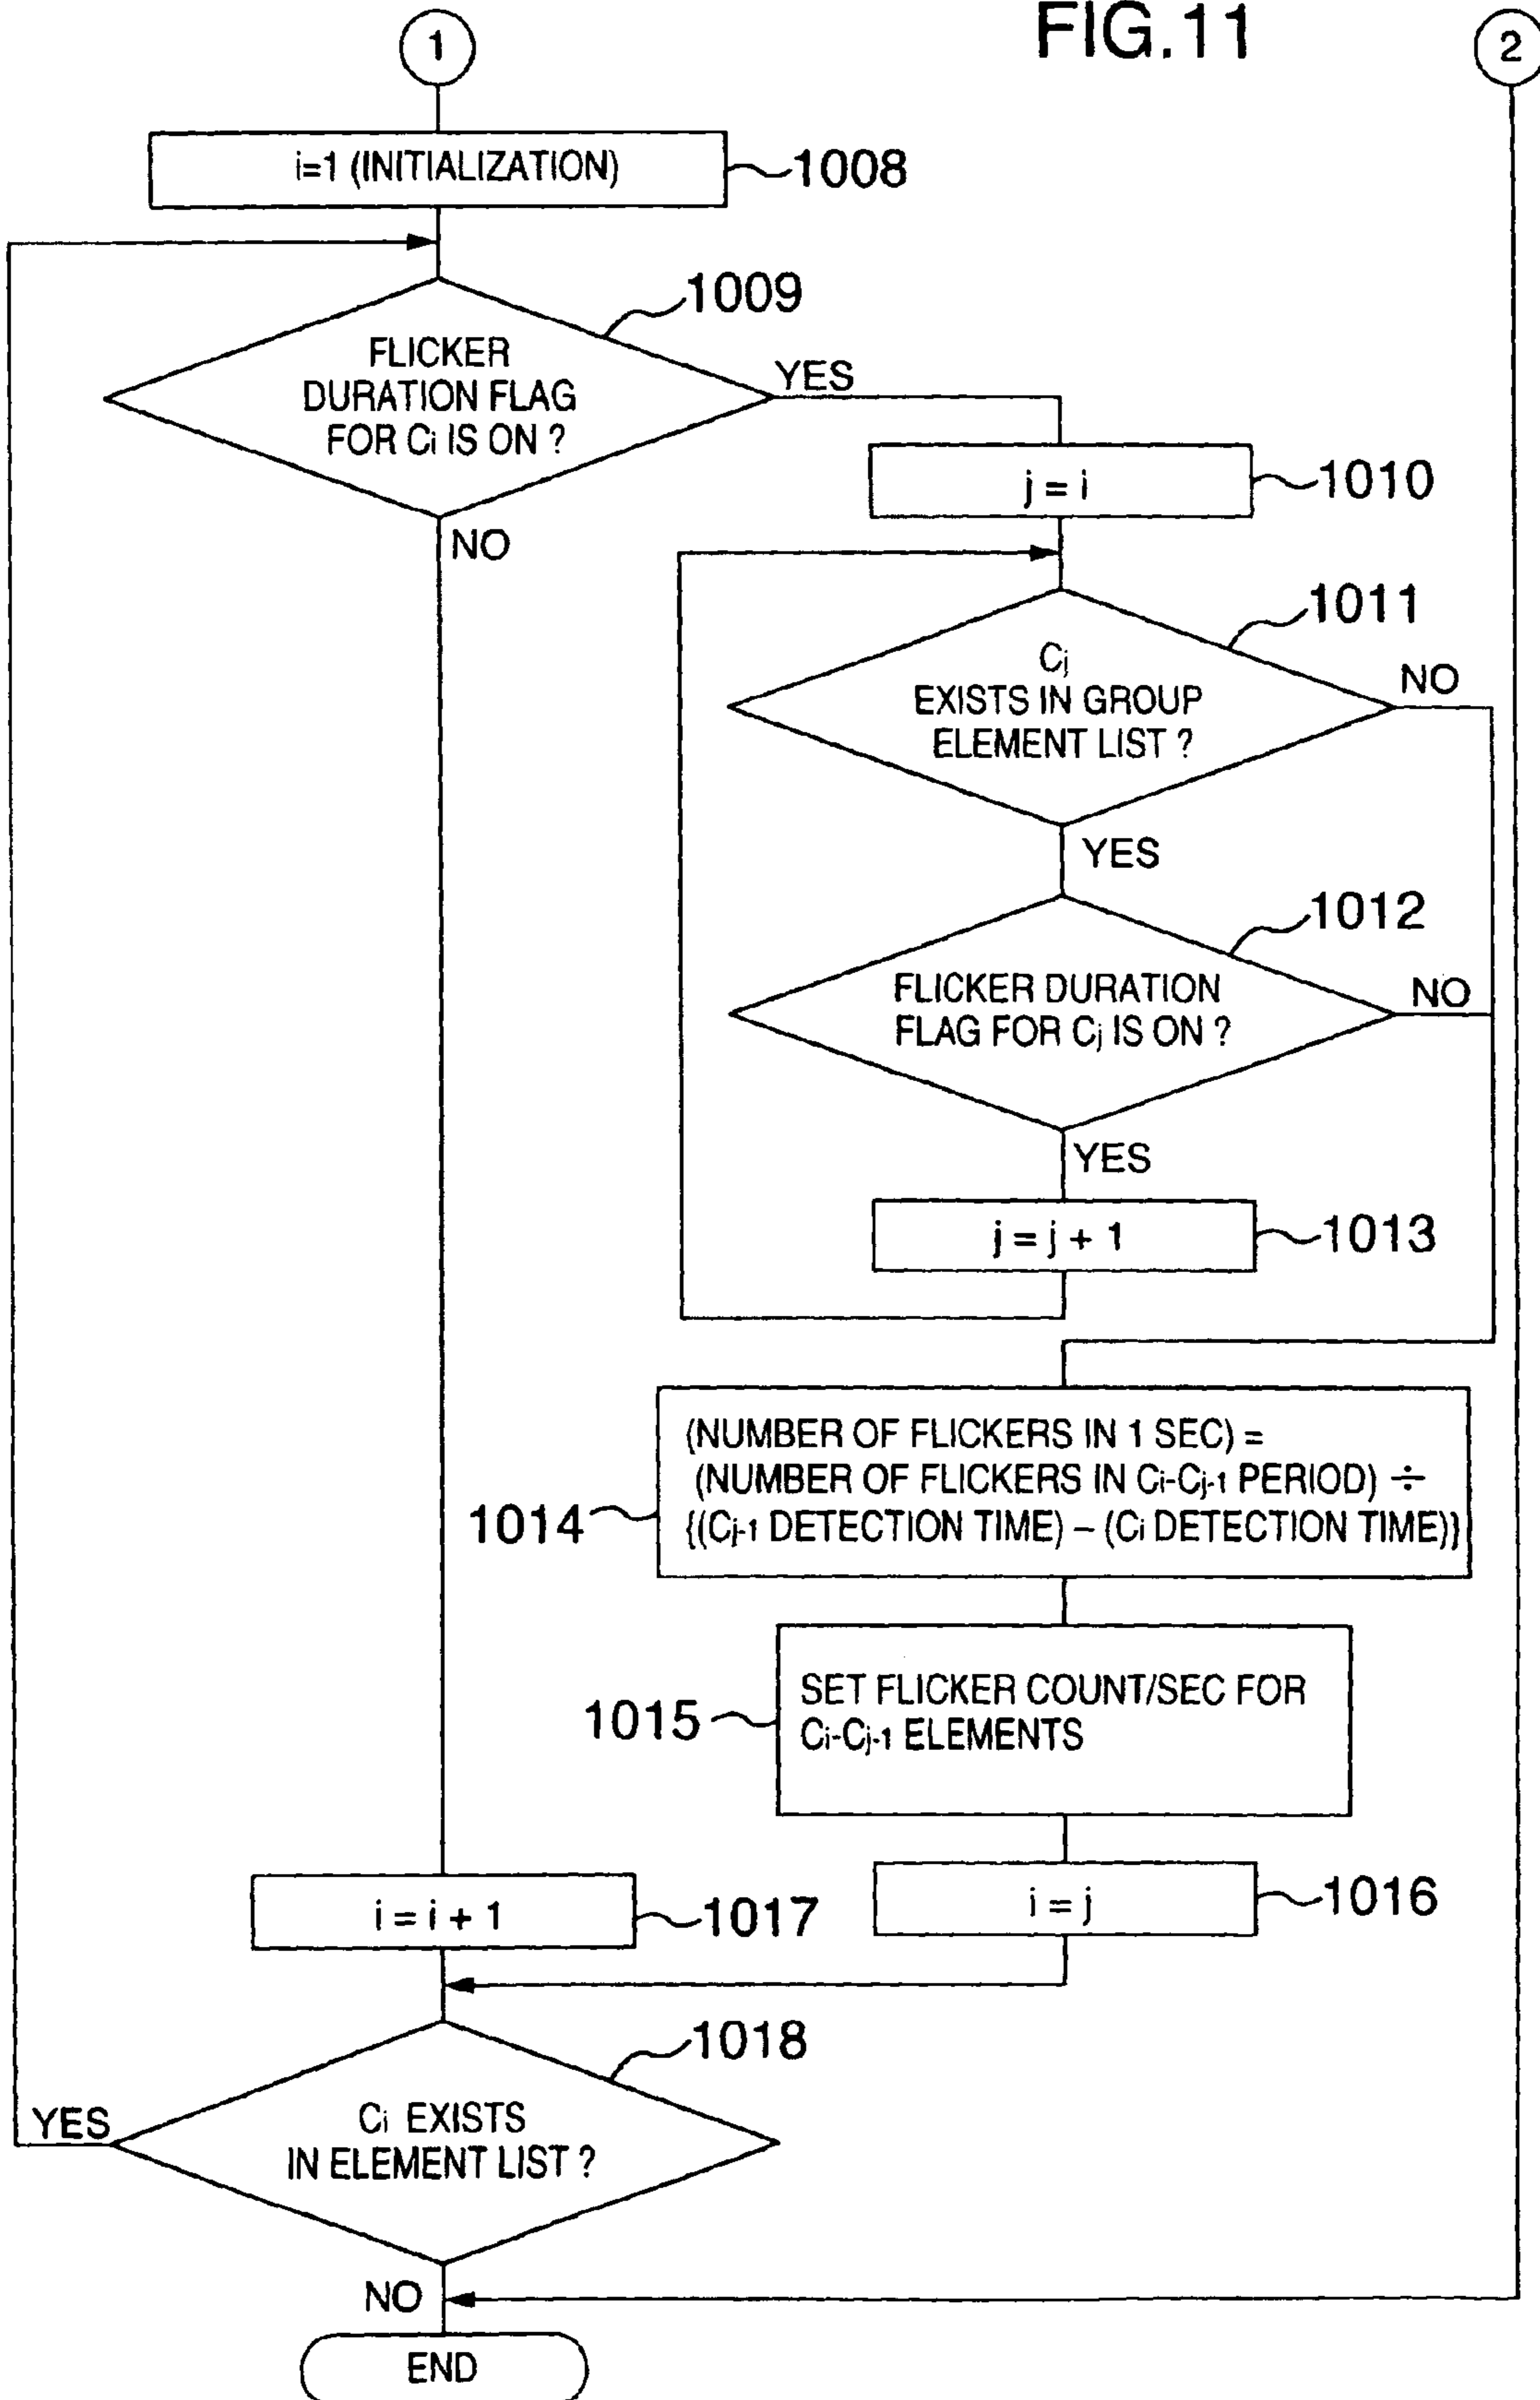 FIG.11
1
2
i=1 (INITIALIZATION)
1008
1009
FLICKER
DURATION FLAG
FOR Ci IS ON ?
YES
NO
j = i
1010
1011
Cj
EXISTS IN GROUP
ELEMENT LIST ?
NO
YES
1012
FLICKER DURATION
FLAG FOR Cj IS ON ?
NO
YES
j = j + 1
1013
(NUMBER OF FLICKERS IN 1 SEC) =
(NUMBER OF FLICKERS IN Ci-Cj-1 PERIOD) ÷
{(Cj-1 DETECTION TIME) – (Ci DETECTION TIME)}
1014
SET FLICKER COUNT/SEC FOR
Ci-Cj-1 ELEMENTS
1015
i = j
1016
i = i + 1
1017
1018
Ci EXISTS
IN ELEMENT LIST ?
YES
NO
END